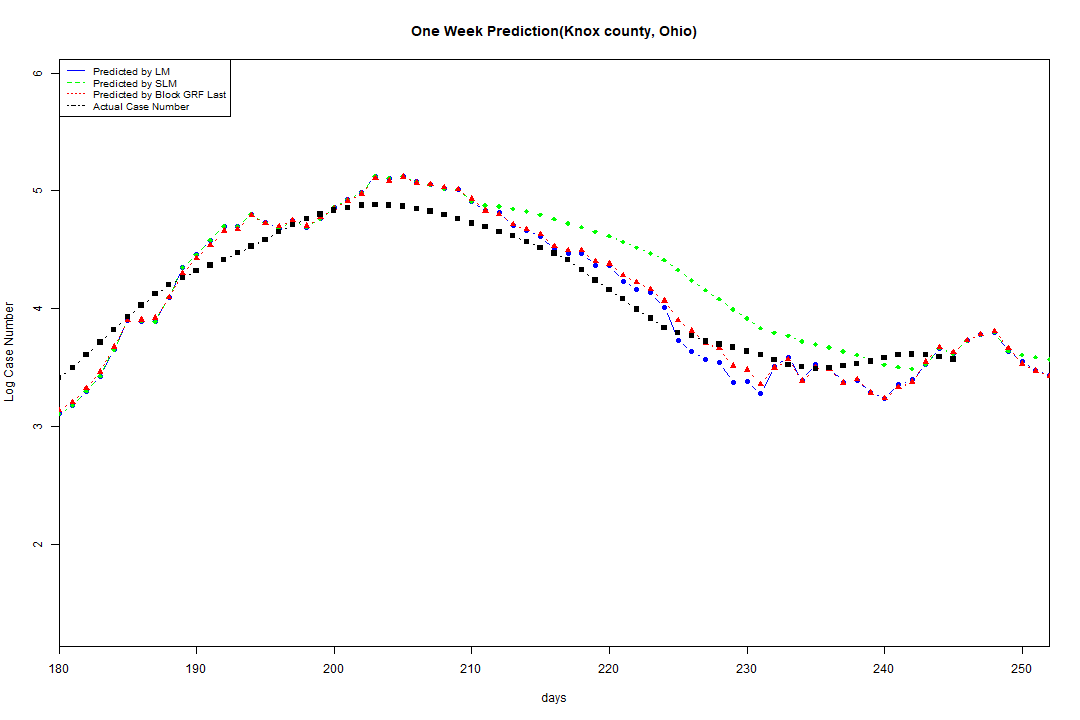 One Week Prediction(Knox county, Ohio)
Predicted by LM
Predicted by SLM
Predicted by Block GRF Last
Actual Case Number
6
5
4
3
2
Log Case Number
180 190 200 210 220 230 240 250
days